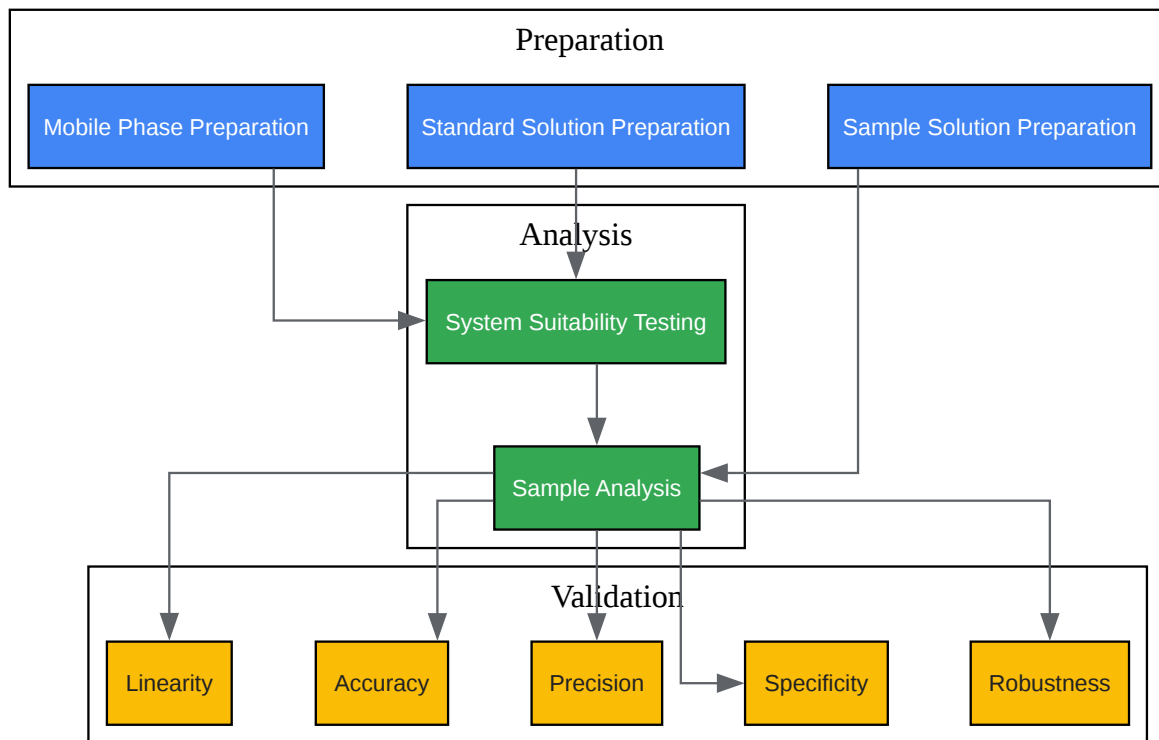 Preparation
Mobile Phase Preparation
Standard Solution Preparation
Sample Solution Preparation
Analysis
System Suitability Testing
Sample Analysis
Validation
Linearity
Accuracy
Precision
Specificity
Robustness